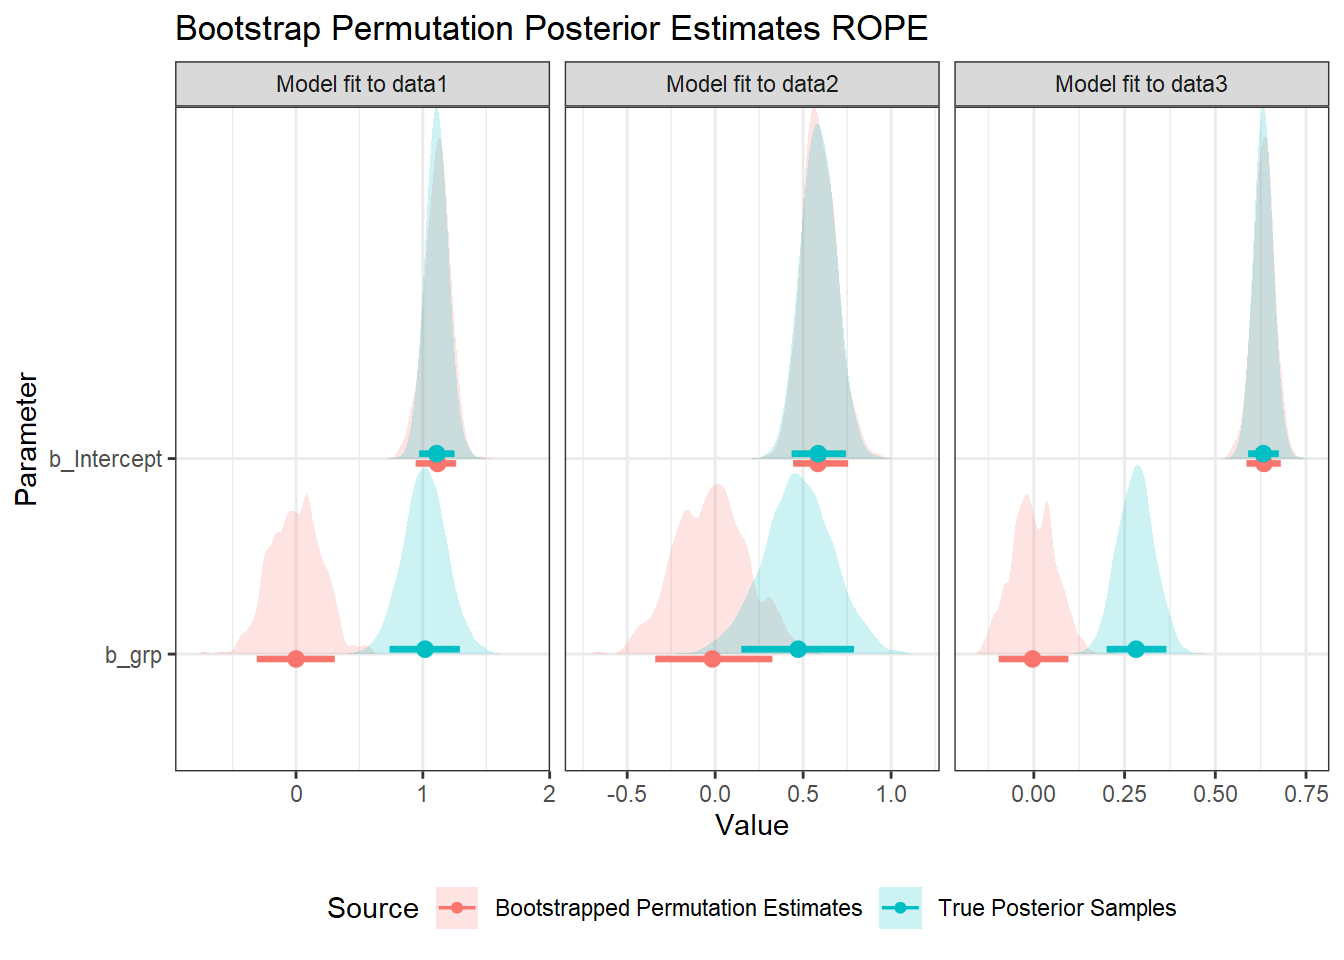 Bootstrap Permutation Posterior Estimates ROPE
Model fit to data1
Model fit to data2
Model fit to data3
Parameter
b_Intercept
b_grp
0 1 2
-0.5 0.0 0.5 1.0
0.00 0.25 0.50 0.75
Value
Source Bootstrapped Permutation Estimates True Posterior Samples